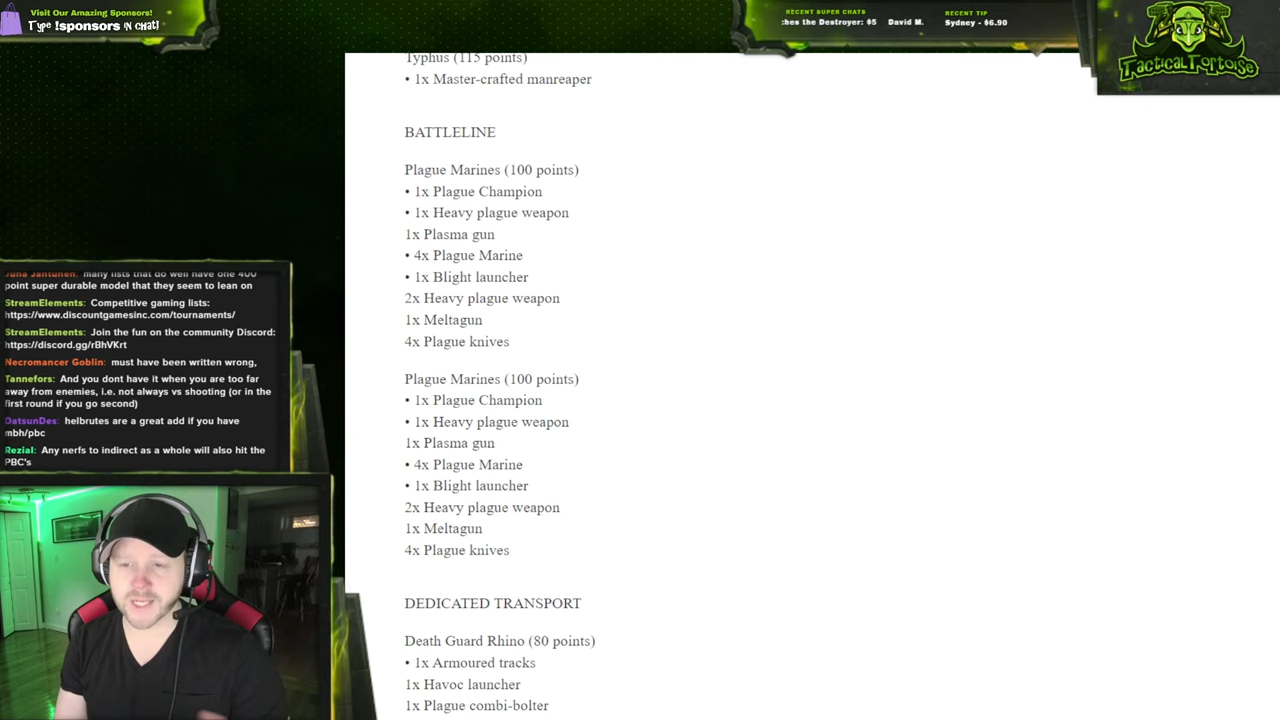 Visit Our Amazing Sponsors!
Type !sponsors in chat!
RECENT SUPER CHATS
:hes the Destroyer: $5 David M.
RECENT TIP
Sydney - $6.90
TacticalTortoise
Typhus (115 points)
• 1x Master-crafted manreaper
BATTLELINE
Plague Marines (100 points)
• 1x Plague Champion
• 1x Heavy plague weapon
1x Plasma gun
• 4x Plague Marine
• 1x Blight launcher
2x Heavy plague weapon
1x Meltagun
4x Plague knives
Plague Marines (100 points)
• 1x Plague Champion
• 1x Heavy plague weapon
1x Plasma gun
• 4x Plague Marine
• 1x Blight launcher
2x Heavy plague weapon
1x Meltagun
4x Plague knives
DEDICATED TRANSPORT
Death Guard Rhino (80 points)
• 1x Armoured tracks
1x Havoc launcher
1x Plague combi-bolter
Juha Jantunen: many lists that do well have one 400
point super durable model that they seem to lean on
StreamElements: Competitive gaming lists:
https://www.discountgamesinc.com/tournaments/
StreamElements: Join the fun on the community Discord:
https://discord.gg/rBhVKrt
Necromancer Goblin: must have been written wrong,
Tannefors: And you dont have it when you are too far
away from enemies, i.e. not always vs shooting (or in the
first round if you go second)
DatsunDes: helbrutes are a great add if you have
mbh/pbc
Rezial: Any nerfs to indirect as a whole will also hit the
PBC's